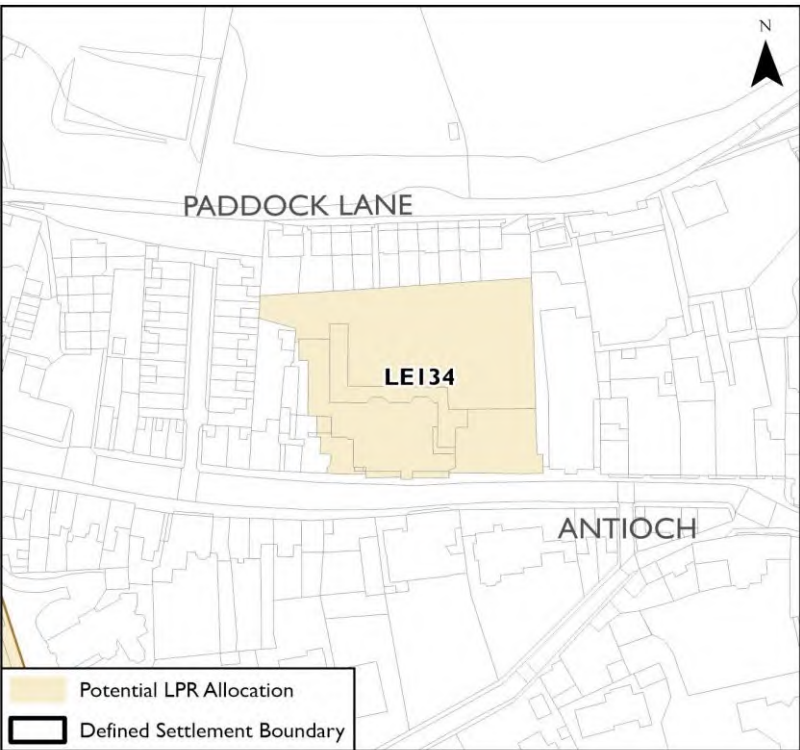 N
PADDOCK LANE
LE134
ANTIOCH
Potential LPR Allocation
Defined Settlement Boundary